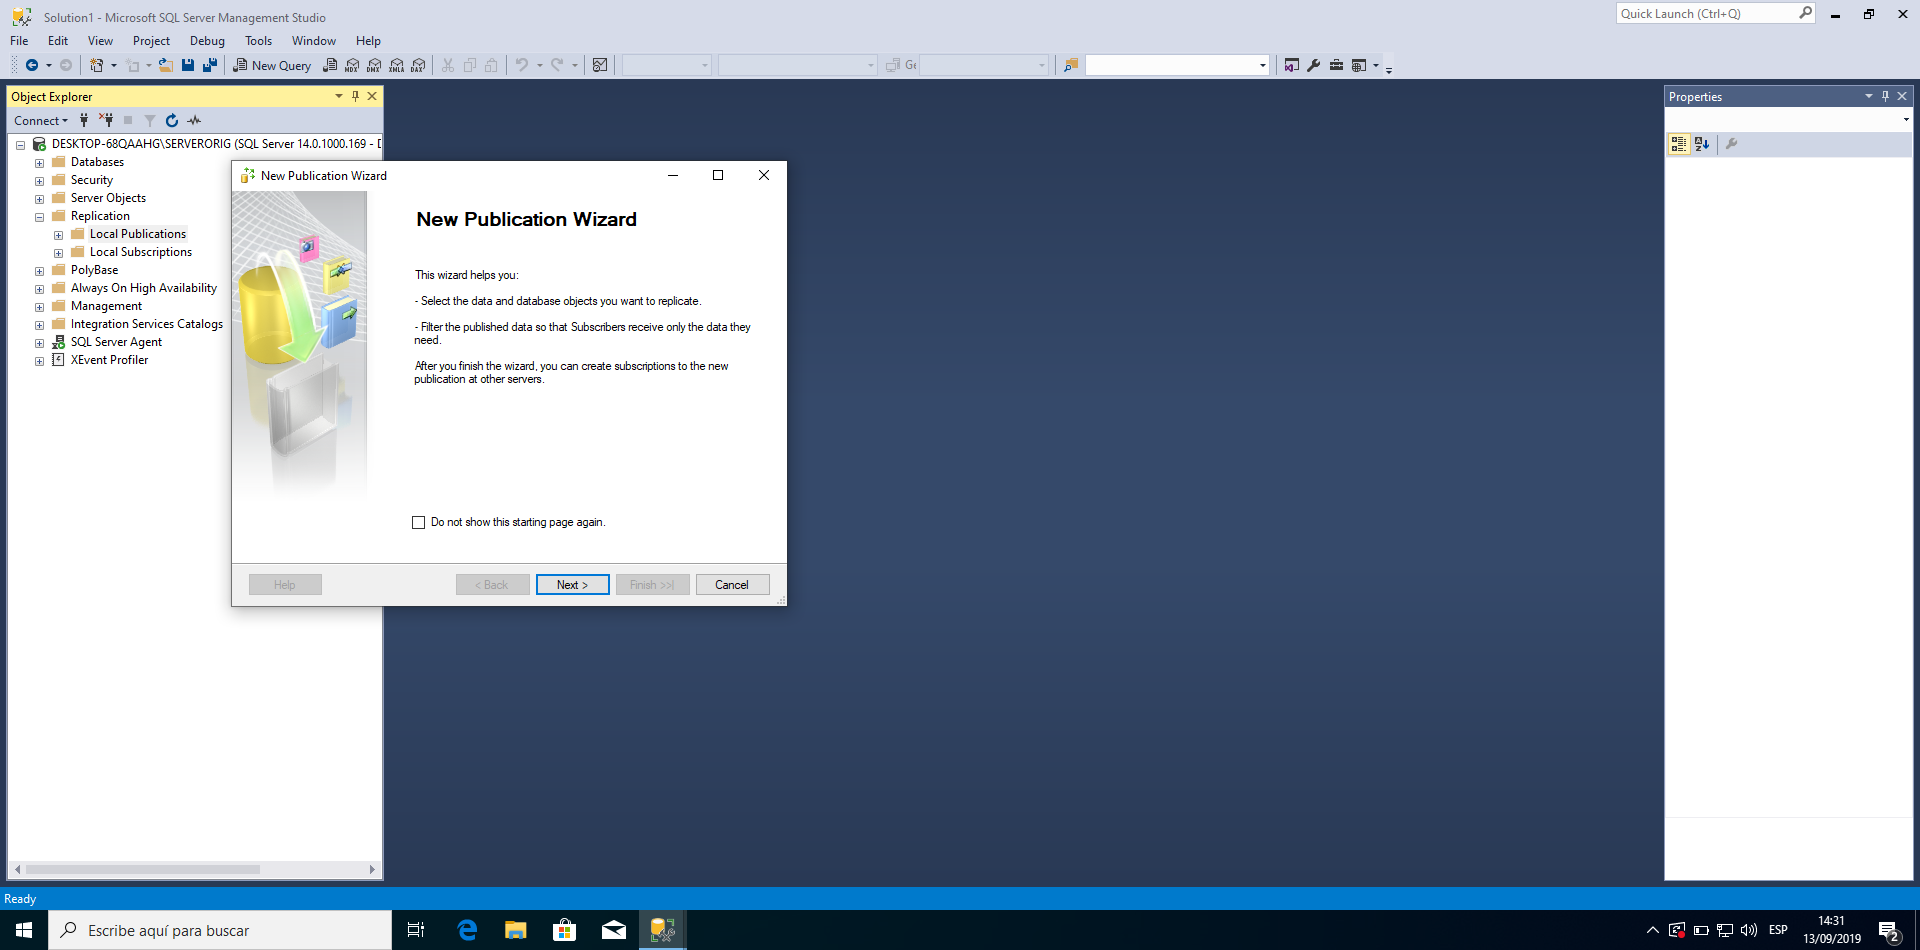 Solution1 - Microsoft SQL Server Management Studio
Quick Launch (Ctrl+Q)
File Edit View Project Debug Tools Window Help
New Query
MDX
DMX
XMLA
DAX
Object Explorer
Connect
DESKTOP-68QAAHG\SERVERORIG (SQL Server 14.0.1000.169 - D
Databases
Security
Server Objects
Replication
Local Publications
Local Subscriptions
PolyBase
Always On High Availability
Management
Integration Services Catalogs
SQL Server Agent
XEvent Profiler
New Publication Wizard
New Publication Wizard
This wizard helps you:
- Select the data and database objects you want to replicate.
- Filter the published data so that Subscribers receive only the data they
need.
After you finish the wizard, you can create subscriptions to the new
publication at other servers.
Do not show this starting page again.
Help < Back Next > Finish >>| Cancel
Properties
Ready
Escribe aquí para buscar
ESP
14:31
13/09/2019
2